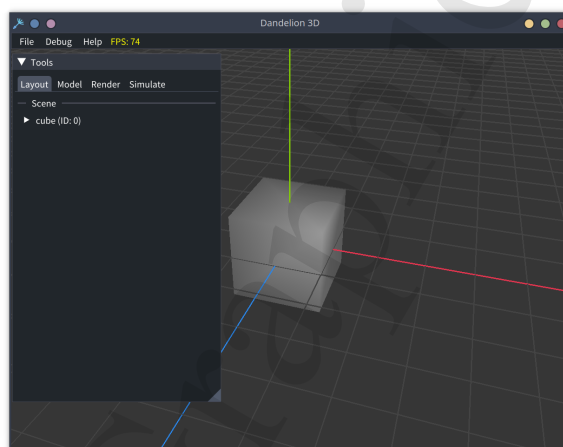 Dandelion 3D
File Debug Help FPS: 74
Tools
Layout Model Render Simulate
Scene
cube (ID: 0)